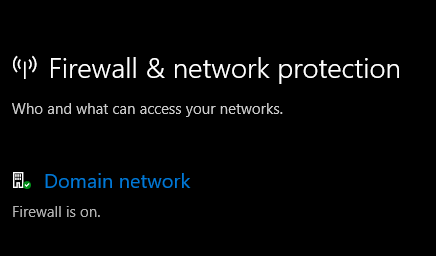 Firewall & network protection
Who and what can access your networks.
Domain network
Firewall is on.